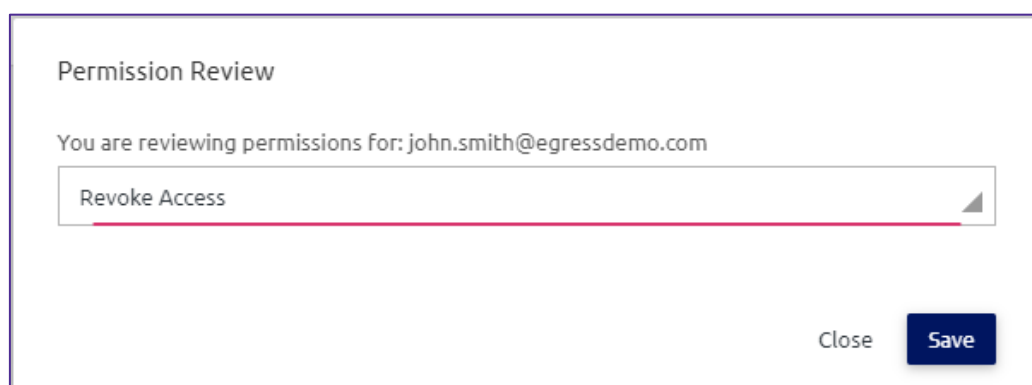 Permission Review
You are reviewing permissions for: john.smith@egressdemo.com
Revoke Access
Close Save